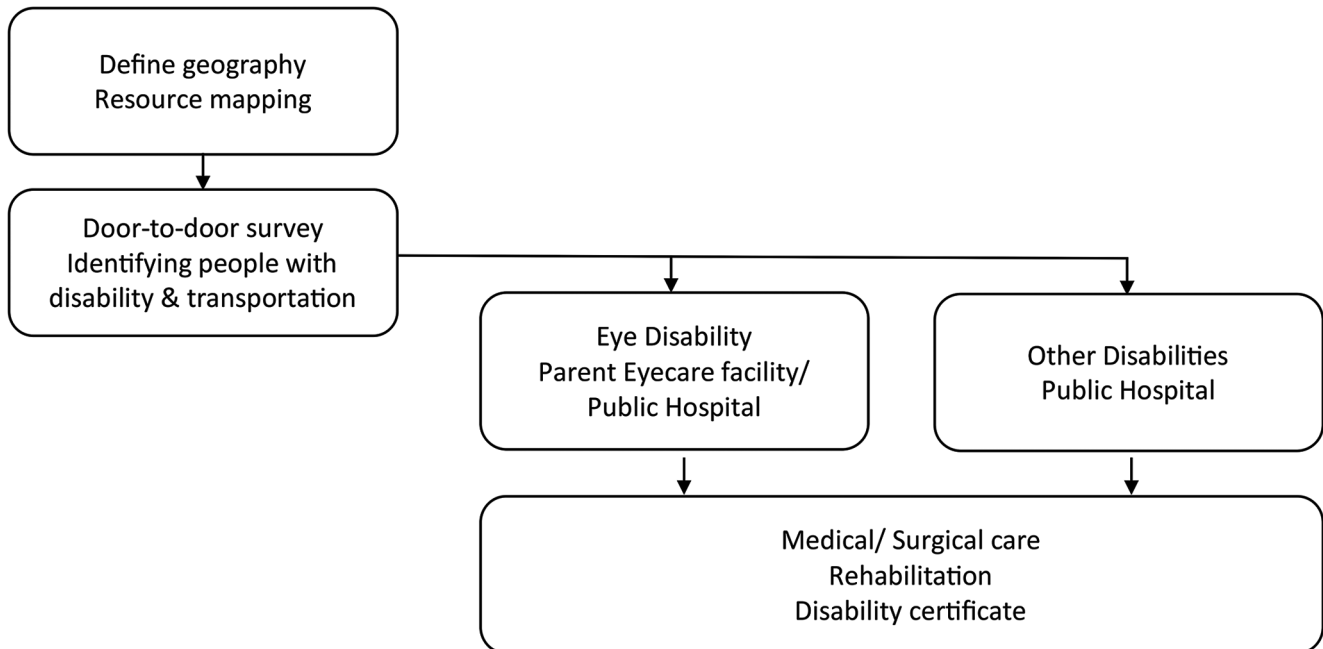 Define geography
Resource mapping
Door-to-door survey
Identifying people with
disability & transportation
Eye Disability
Parent Eyecare facility/
Public Hospital
Other Disabilities
Public Hospital
Medical/ Surgical care
Rehabilitation
Disability certificate